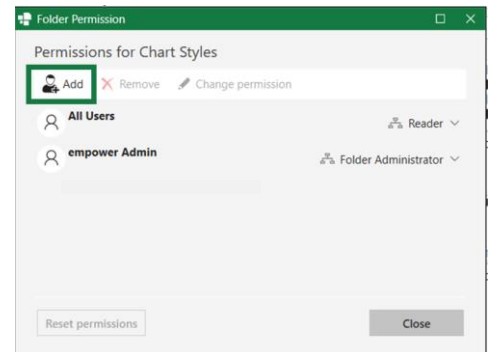 Folder Permission
Permissions for Chart Styles
Add Remove Change permission
All Users
Reader
empower Admin
Folder Administrator
Reset permissions Close